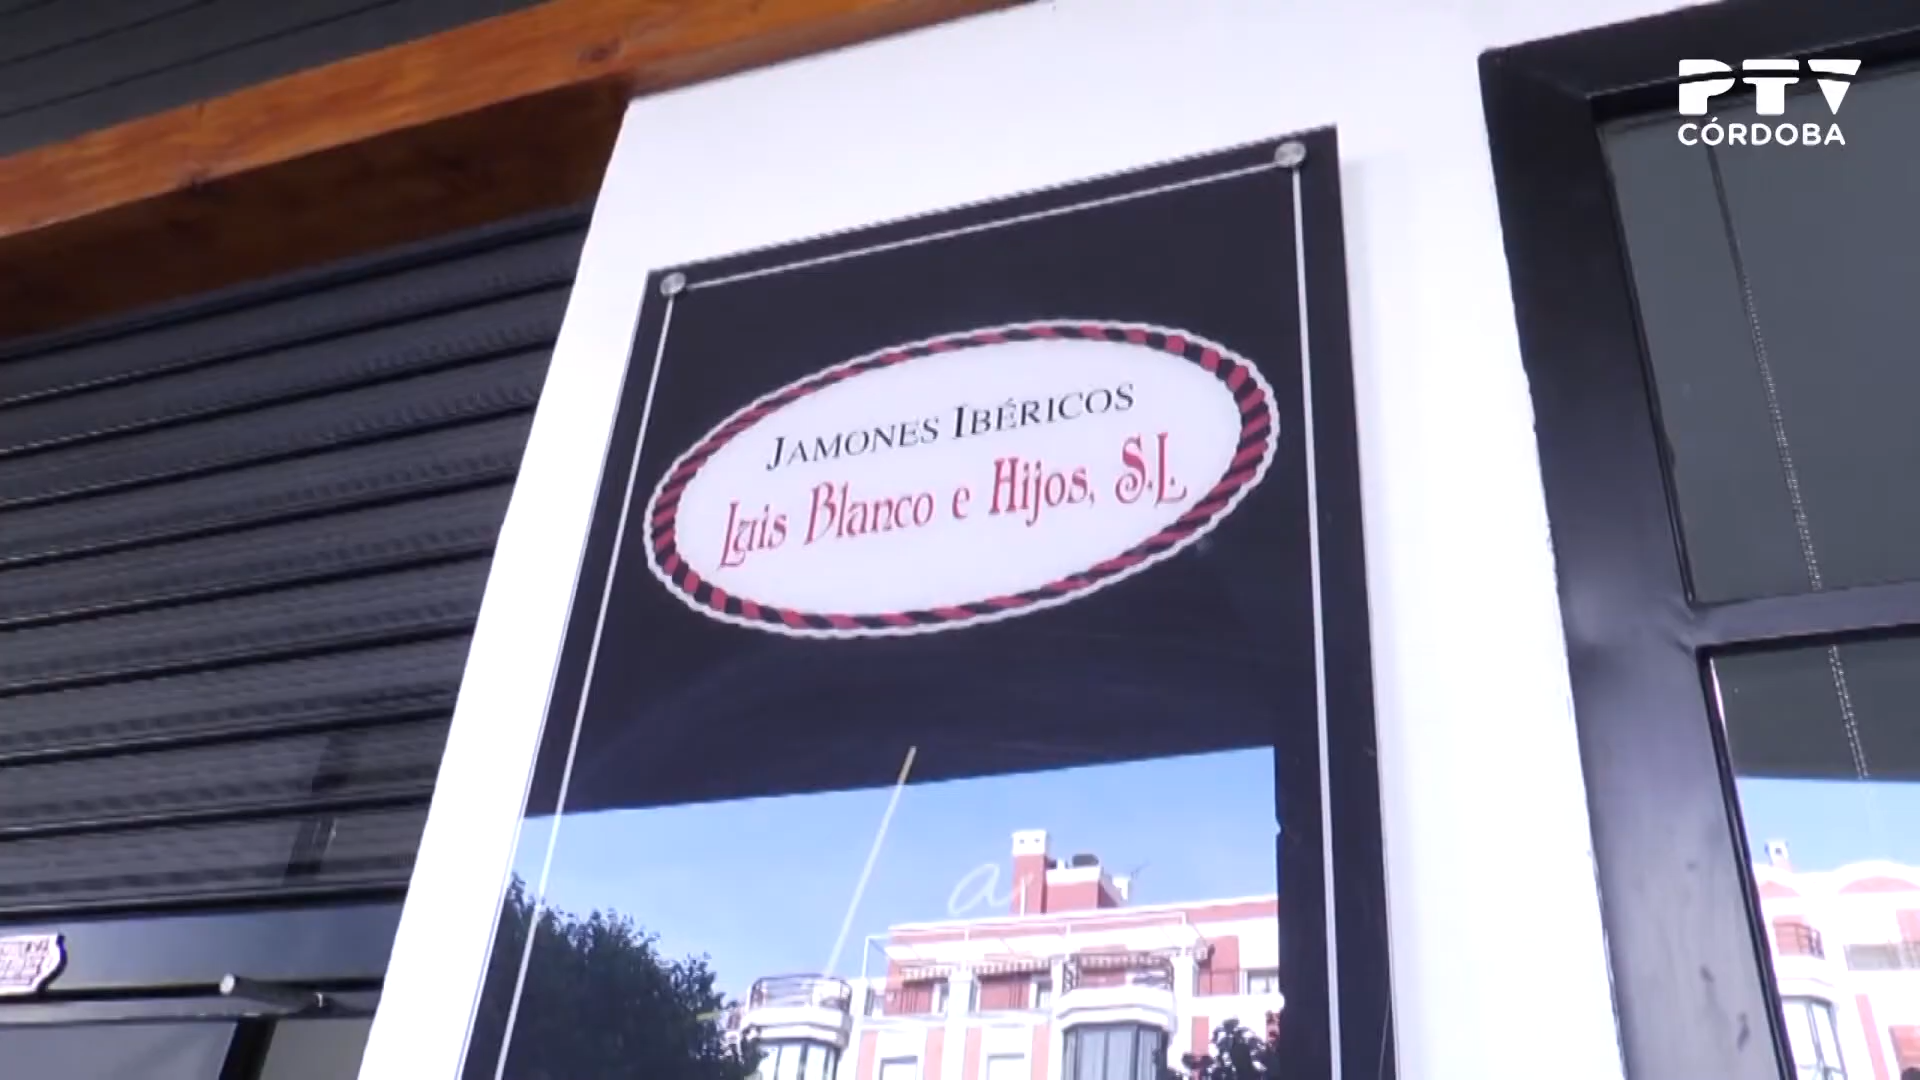 PTV
CÓRDOBA
JAMONES IBÉRICOS
Luis Blanco e Hijos, S.L.
a